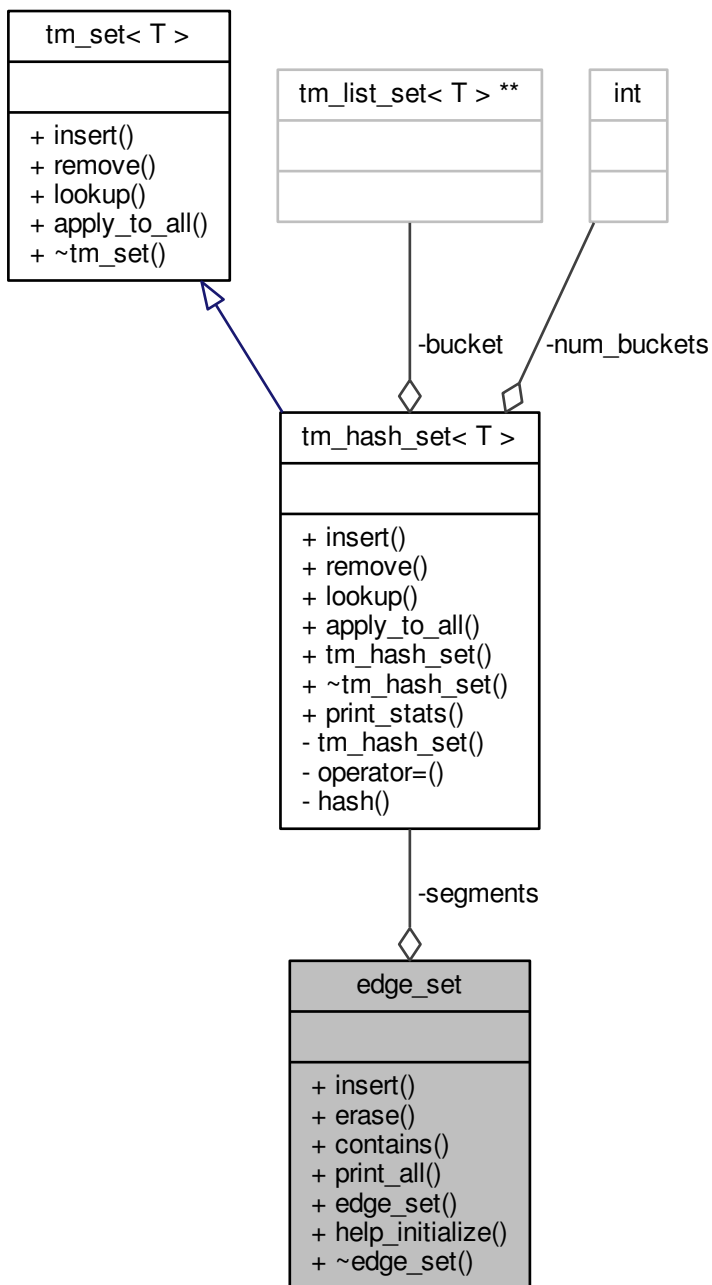 tm_set< T >
+ insert()
+ remove()
+ lookup()
+ apply_to_all()
+ ~tm_set()
tm_list_set< T > **
int
-bucket
-num_buckets
tm_hash_set< T >
+ insert()
+ remove()
+ lookup()
+ apply_to_all()
+ tm_hash_set()
+ ~tm_hash_set()
+ print_stats()
- tm_hash_set()
- operator=()
- hash()
-segments
edge_set
+ insert()
+ erase()
+ contains()
+ print_all()
+ edge_set()
+ help_initialize()
+ ~edge_set()